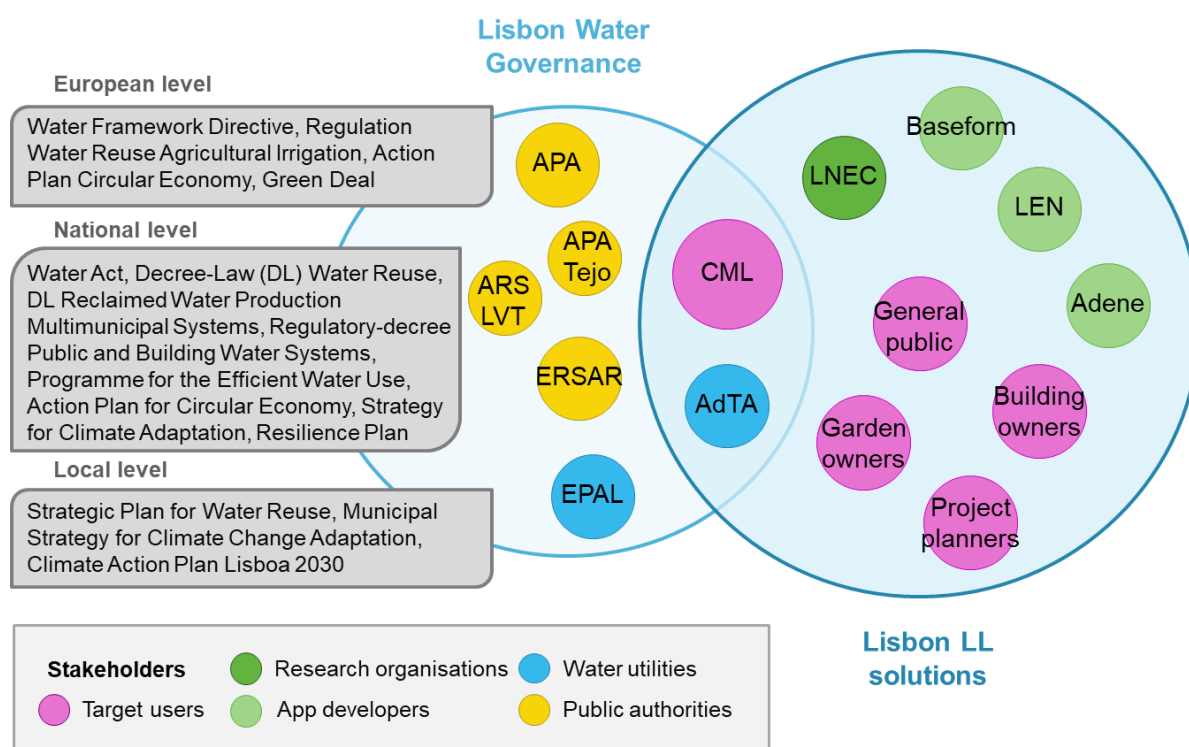 Lisbon Water
Governance
European level
Water Framework Directive, Regulation
Water Reuse Agricultural Irrigation, Action
Plan Circular Economy, Green Deal
National level
Water Act, Decree-Law (DL) Water Reuse,
DL Reclaimed Water Production
Multimunicipal Systems, Regulatory-decree
Public and Building Water Systems,
Programme for the Efficient Water Use,
Action Plan for Circular Economy, Strategy
for Climate Adaptation, Resilience Plan
Local level
Strategic Plan for Water Reuse, Municipal
Strategy for Climate Change Adaptation,
Climate Action Plan Lisboa 2030
APA
APA
Tejo
ARS
LVT
ERSAR
EPAL
CML
AdTA
Baseform
LNEC
LEN
Adene
General
public
Building
owners
Garden
owners
Project
planners
Lisbon LL
solutions
Stakeholders
Research organisations
Water utilities
Target users
App developers
Public authorities